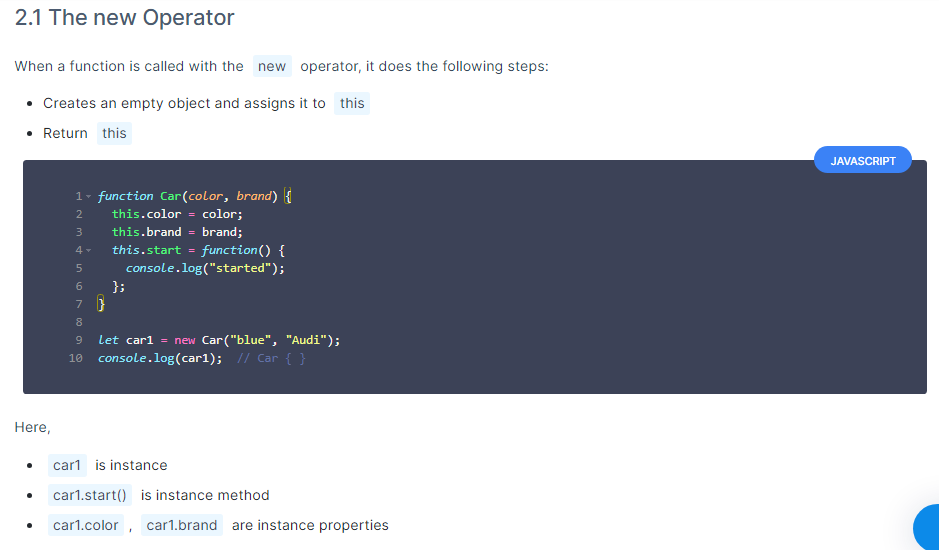 2.1 The new Operator
When a function is called with the new operator, it does the following steps:
• Creates an empty object and assigns it to this
• Return this
JAVASCRIPT
1 function Car(color, brand) {
2   this.color = color;
3   this.brand = brand;
4   this.start = function() {
5     console.log("started");
6   };
7 }
8
9 let car1 = new Car("blue", "Audi");
10 console.log(car1);  // Car { }
Here,
• car1 is instance
• car1.start() is instance method
• car1.color , car1.brand are instance properties